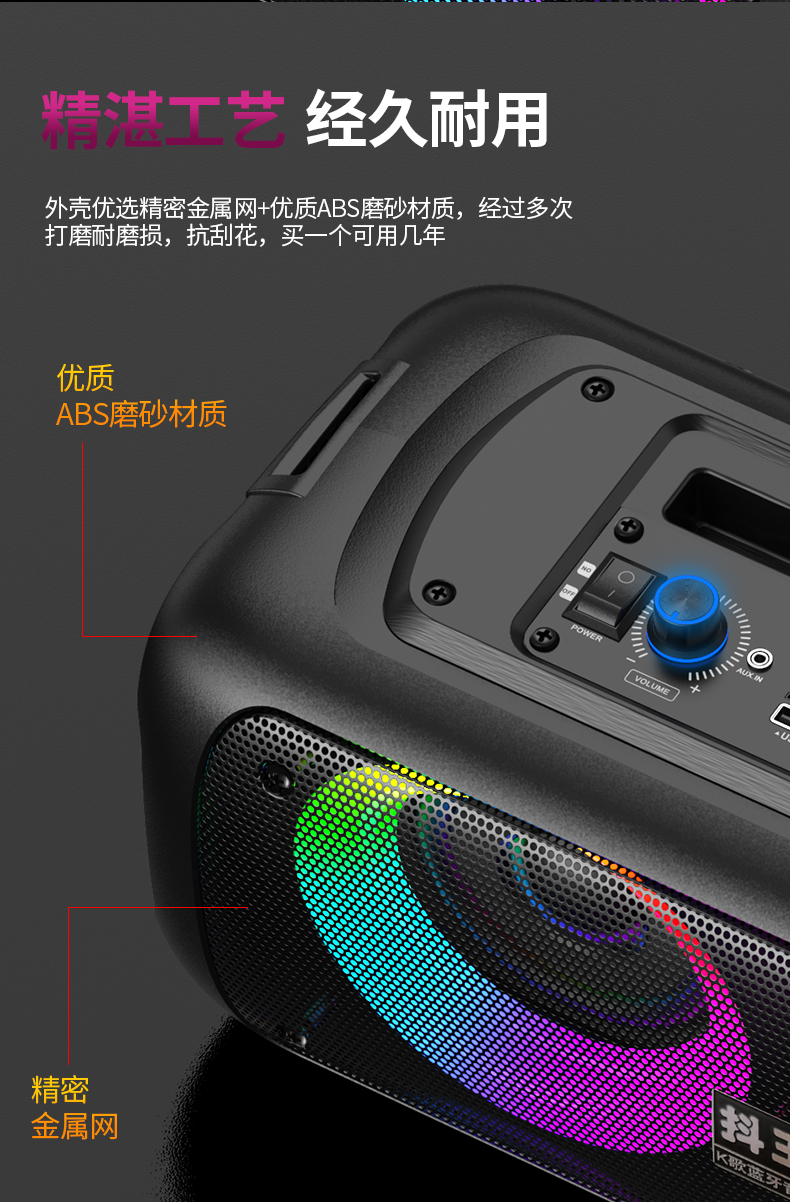 精湛工艺 经久耐用
外壳优选精密金属网+优质ABS磨砂材质，经过多次
打磨耐磨损，抗刮花，买一个可用几年
优质
ABS磨砂材质
NO
OFF
POWER
VOLUME
AUX.IN
精密
金属网
抖
K歌蓝牙